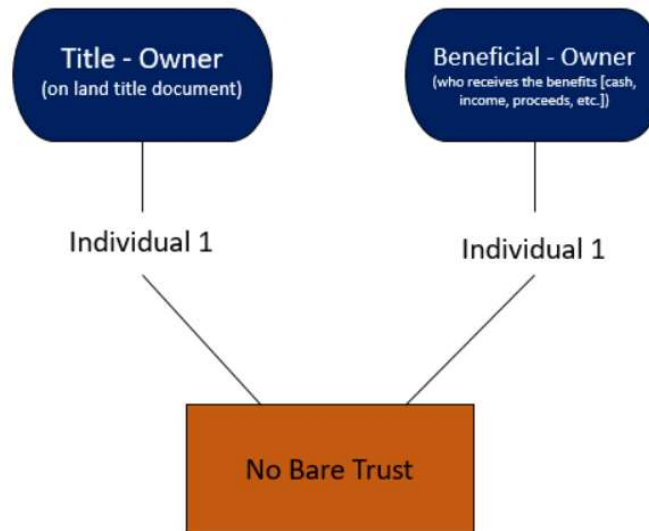 Title - Owner
(on land title document)
Beneficial - Owner
(who receives the benefits [cash,
income, proceeds, etc.])
Individual 1
Individual 1
No Bare Trust